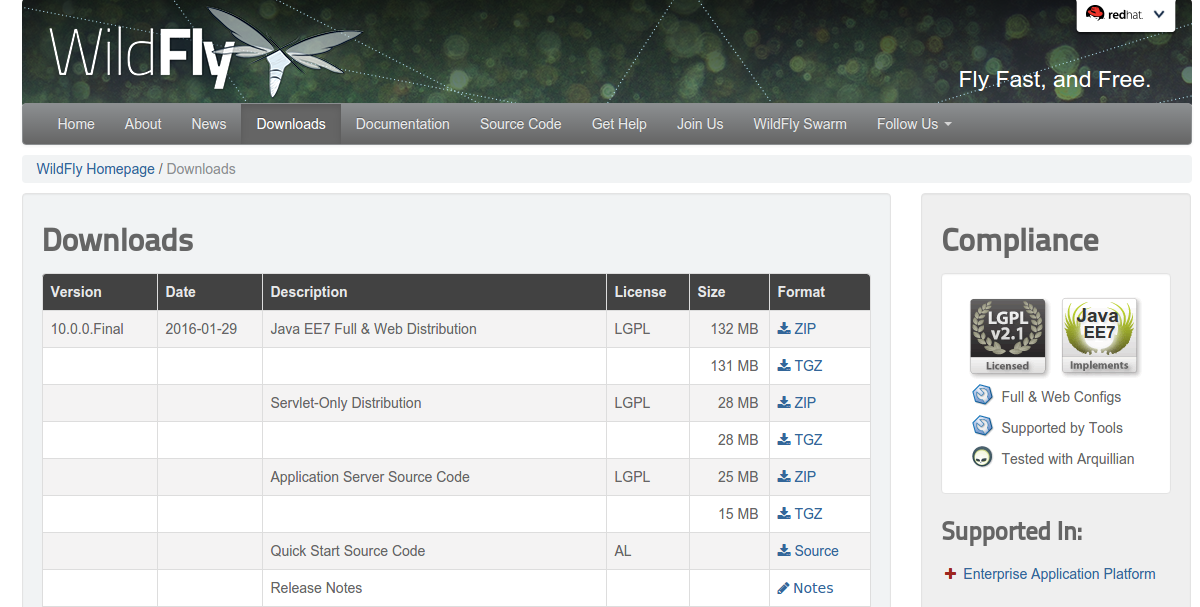 WildFly
redhat.
Fly Fast, and Free.
Home About News Downloads Documentation Source Code Get Help Join Us WildFly Swarm Follow Us
WildFly Homepage / Downloads
Downloads
Version Date Description License Size Format
10.0.0.Final 2016-01-29 Java EE7 Full & Web Distribution LGPL 132 MB ZIP
131 MB TGZ
Servlet-Only Distribution LGPL 28 MB ZIP
28 MB TGZ
Application Server Source Code LGPL 25 MB ZIP
15 MB TGZ
Quick Start Source Code AL Source
Release Notes Notes
Compliance
LGPL
v2.1
Licensed
Java
EE7
Implements
Full & Web Configs
Supported by Tools
Tested with Arquillian
Supported In:
Enterprise Application Platform